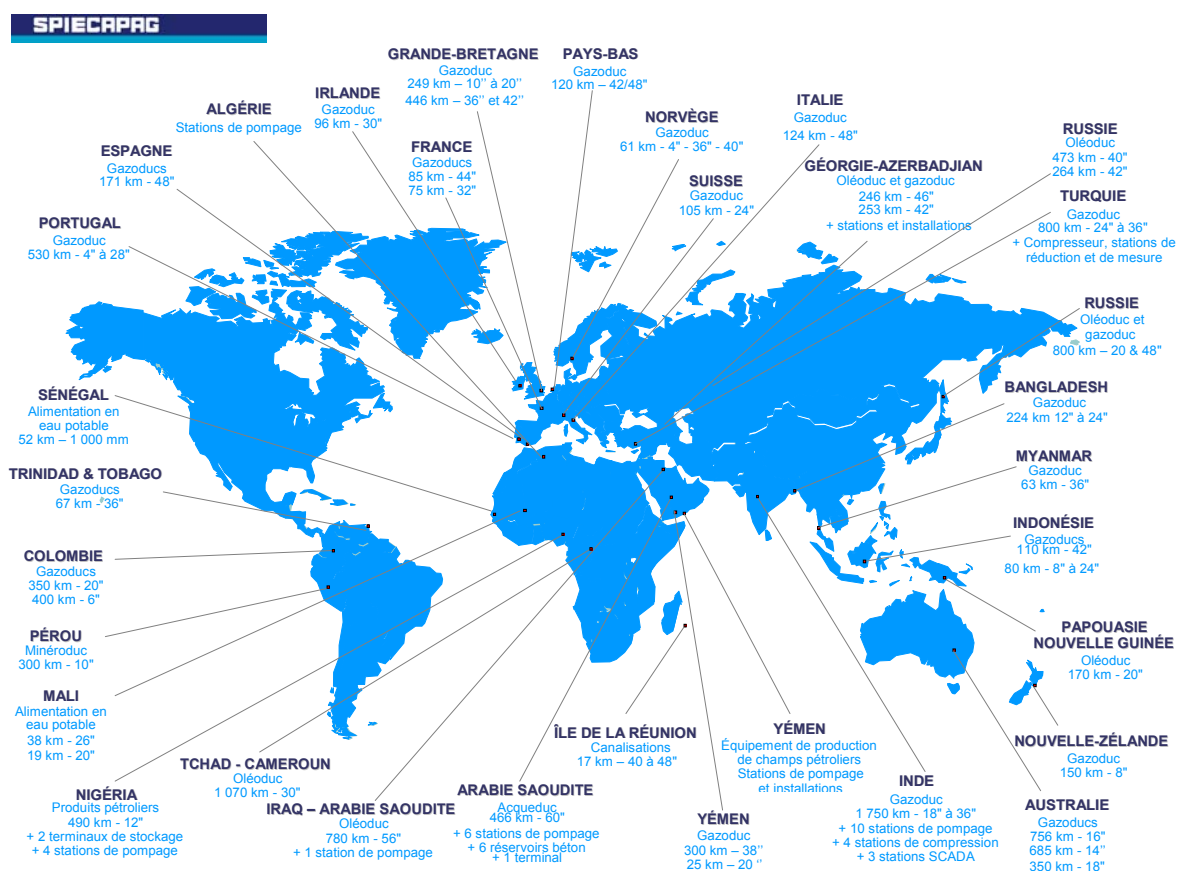 SPIECAPAG
GRANDE-BRETAGNE
Gazoduc
249 km – 10’’ à 20’’
446 km – 36’’ et 42’’
PAYS-BAS
Gazoduc
120 km – 42/48"
IRLANDE
Gazoduc
96 km - 30"
ALGÉRIE
Stations de pompage
ITALIE
Gazoduc
124 km - 48"
NORVÈGE
Gazoduc
61 km - 4" - 36" - 40"
RUSSIE
Oléoduc
473 km - 40"
264 km - 42"
ESPAGNE
Gazoducs
171 km - 48"
FRANCE
Gazoducs
85 km - 44"
75 km - 32"
SUISSE
Gazoduc
105 km - 24"
GÉORGIE-AZERBADJIAN
Oléoduc et gazoduc
246 km - 46"
253 km - 42"
+ stations et installations
TURQUIE
Gazoduc
800 km - 24" à 36"
+ Compresseur, stations de
réduction et de mesure
PORTUGAL
Gazoduc
530 km - 4" à 28"
RUSSIE
Oléoduc et
gazoduc
800 km – 20 & 48"
SÉNÉGAL
Alimentation en
eau potable
52 km – 1 000 mm
BANGLADESH
Gazoduc
224 km 12" à 24"
TRINIDAD & TOBAGO
Gazoducs
67 km - 36"
MYANMAR
Gazoduc
63 km - 36"
COLOMBIE
Gazoducs
350 km - 20"
400 km - 6"
INDONÉSIE
Gazoducs
110 km - 42"
80 km - 8" à 24"
PÉROU
Minéroduc
300 km - 10"
PAPOUASIE
NOUVELLE GUINÉE
Oléoduc
170 km - 20"
MALI
Alimentation en
eau potable
38 km - 26"
19 km - 20"
NIGÉRIA
Produits pétroliers
490 km - 12"
+ 2 terminaux de stockage
+ 4 stations de pompage
TCHAD - CAMEROUN
Oléoduc
1 070 km - 30"
IRAQ – ARABIE SAOUDITE
Oléoduc
780 km - 56"
+ 1 station de pompage
ARABIE SAOUDITE
Acqueduc
466 km - 60"
+ 6 stations de pompage
+ 6 réservoirs béton
+ 1 terminal
ÎLE DE LA RÉUNION
Canalisations
17 km – 40 à 48"
YÉMEN
Gazoduc
300 km – 38’’
25 km – 20 ‘’
YÉMEN
Équipement de production
de champs pétroliers
Stations de pompage
et installations
INDE
Gazoduc
1 750 km - 18" à 36"
+ 10 stations de pompage
+ 4 stations de compression
+ 3 stations SCADA
NOUVELLE-ZÉLANDE
Gazoduc
150 km - 8"
AUSTRALIE
Gazoducs
756 km - 16"
685 km - 14’’
350 km - 18"